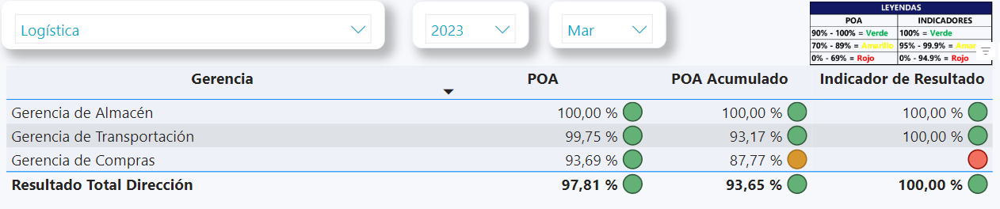 Logística
2023
Mar
LEYENDAS
POA INDICADORES
90% - 100% = Verde 100% = Verde
70% - 89% = Amarillo 95% - 99.9% =
0% - 69% = Rojo 0% - 94.9% = Rojo
Gerencia POA POA Acumulado Indicador de Resultado
Gerencia de Almacén 100,00 % 100,00 % 100,00 %
Gerencia de Transportación 99,75 % 93,17 % 100,00 %
Gerencia de Compras 93,69 % 87,77 %
Resultado Total Dirección 97,81 % 93,65 % 100,00 %